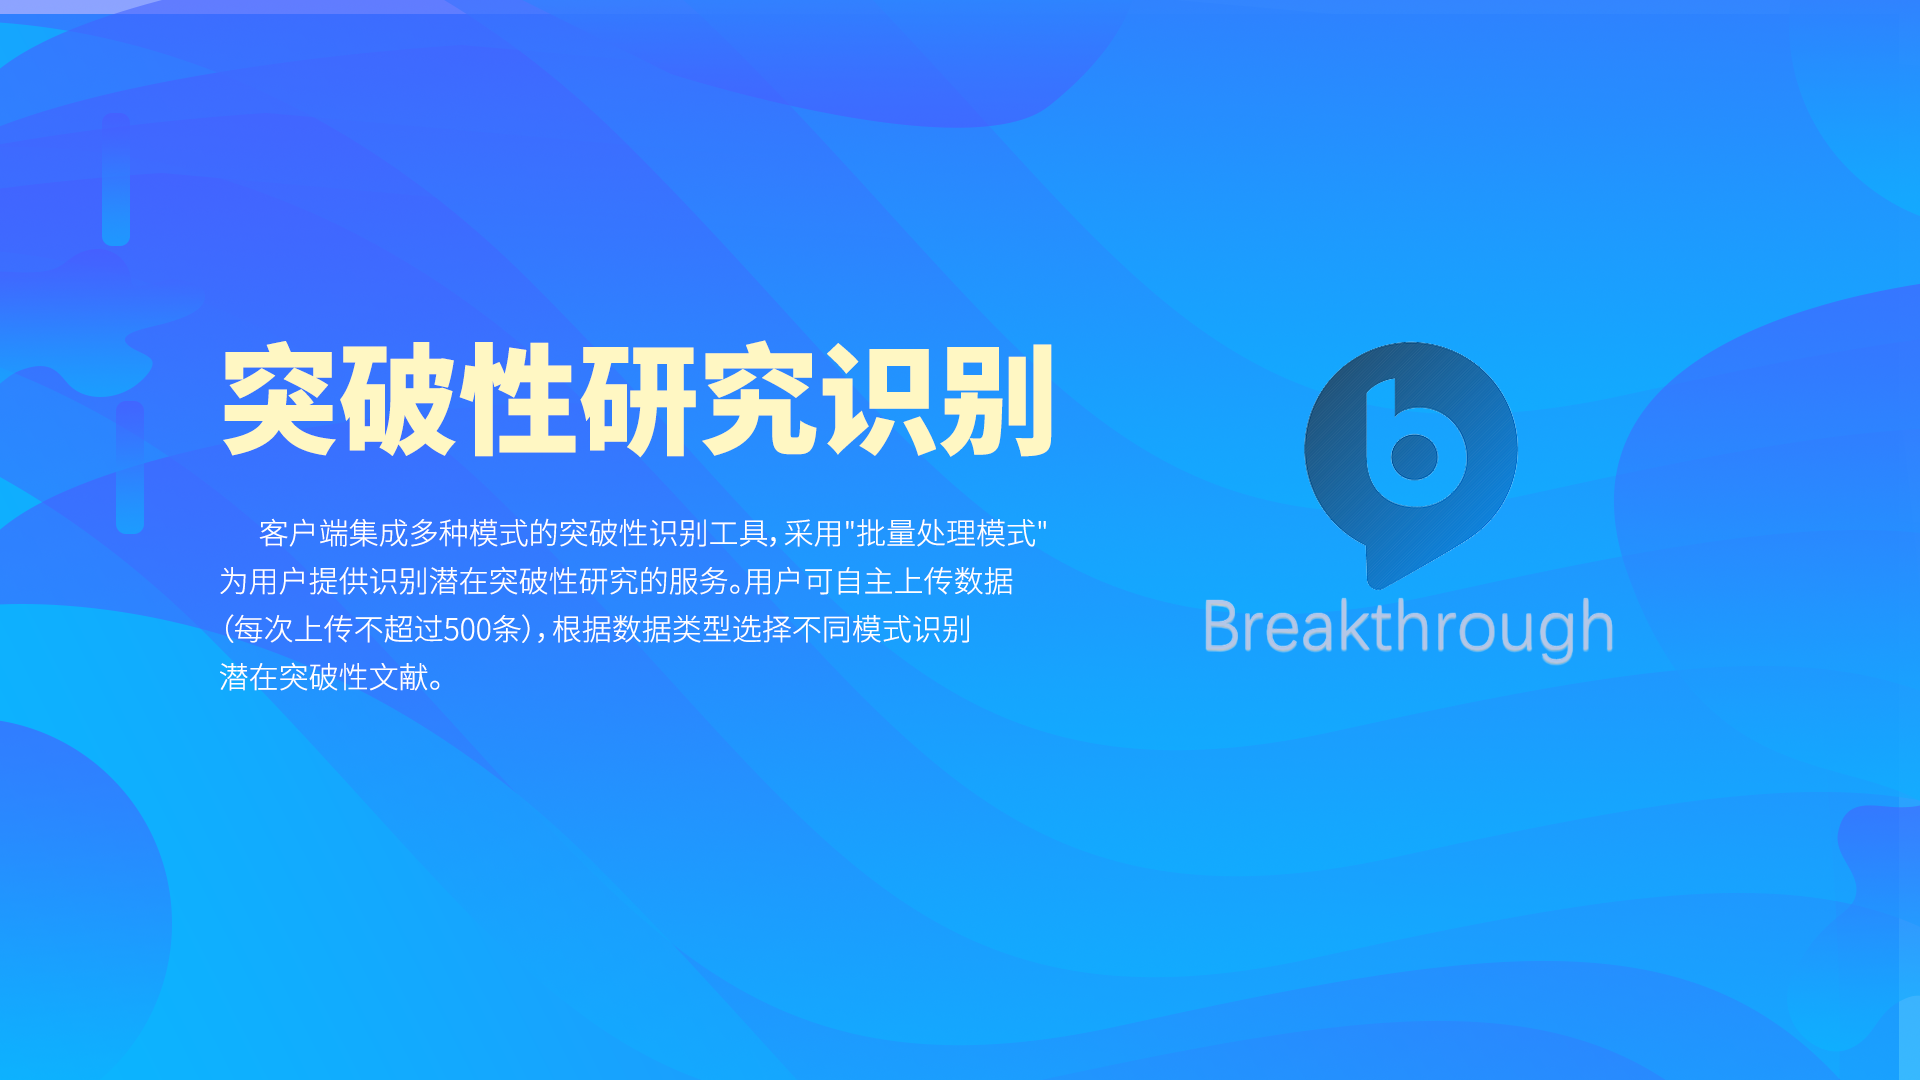 突破性研究识别
客户端集成多种模式的突破性识别工具，采用"批量处理模式"
为用户提供识别潜在突破性研究的服务。用户可自主上传数据
（每次上传不超过500条），根据数据类型选择不同模式识别
潜在突破性文献。
b
Breakthrough